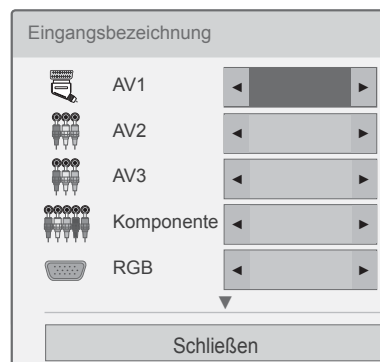 Eingangsbezeichnung
AV1
AV2
AV3
Komponente
RGB
Schließen